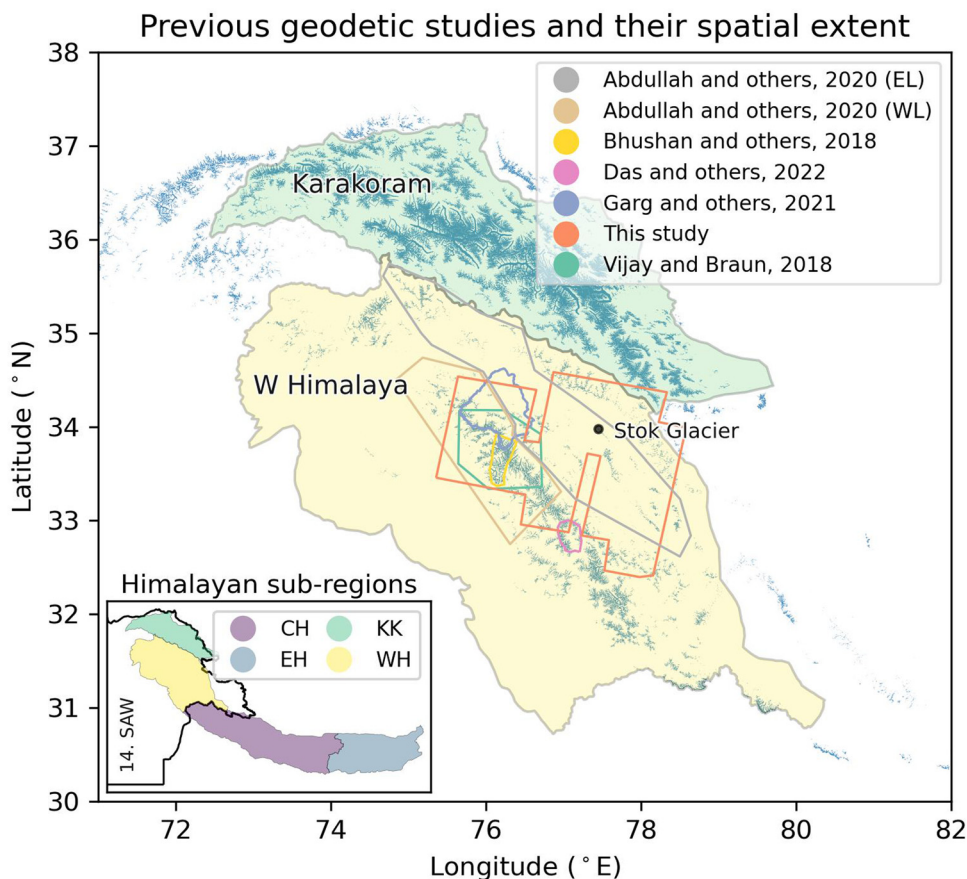 Previous geodetic studies and their spatial extent
38
37
36
35
34
33
32
31
30
Latitude (°N)
Abdullah and others, 2020 (EL)
Abdullah and others, 2020 (WL)
Bhushan and others, 2018
Das and others, 2022
Garg and others, 2021
This study
Vijay and Braun, 2018
Karakoram
W Himalaya
Stok Glacier
Himalayan sub-regions
CH KK
EH WH
14. SAW
72 74 76 78 80 82
Longitude (°E)